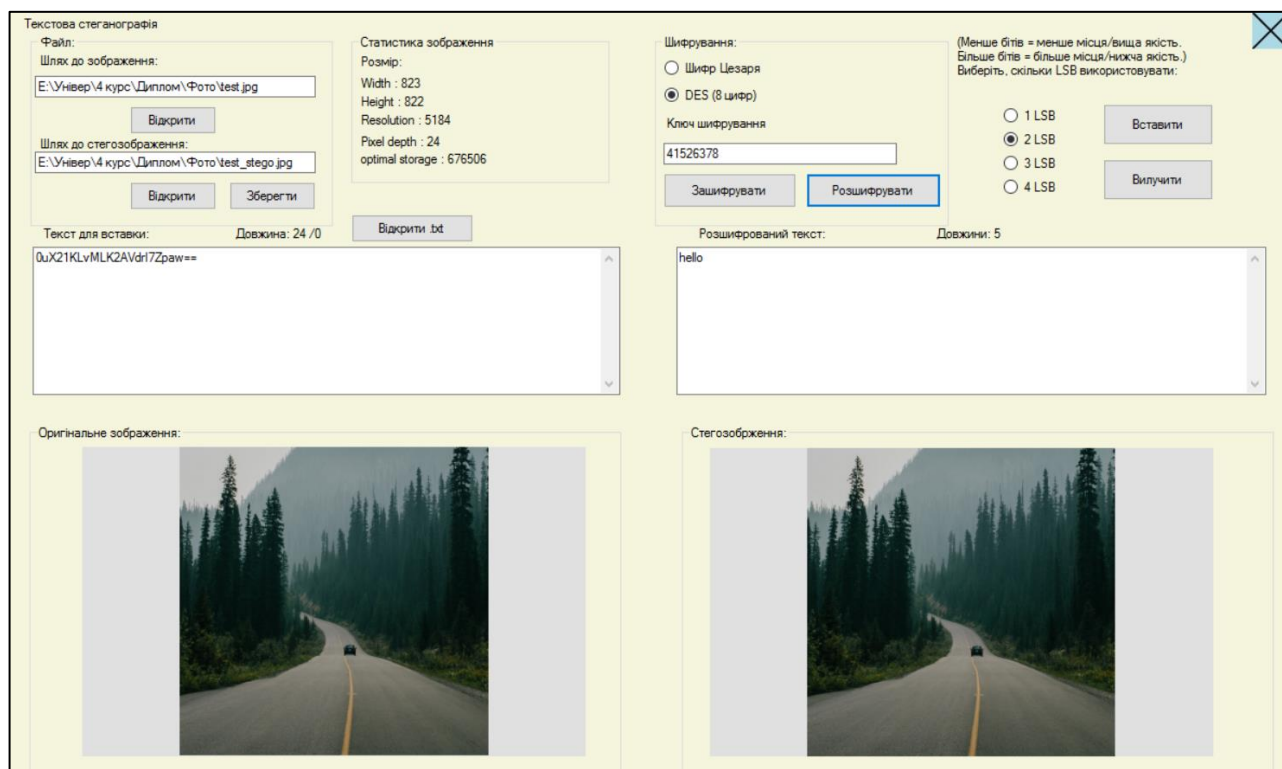 Текстова стеганографія
Файл:
Шлях до зображення:
E:\Універ\4 курс\Диплом\Фото\test.jpg
Відкрити
Шлях до стегозображення:
E:\Універ\4 курс\Диплом\Фото\test_stego.jpg
Відкрити Зберегти
Статистика зображення
Розмір:
Width : 823
Height : 822
Resolution : 5184
Pixel depth : 24
optimal storage : 676506
Шифрування:
Шифр Цезаря
DES (8 цифр)
Ключ шифрування
41526378
Зашифрувати Розшифрувати
(Менше бітів = менше місця/вища якість.
Більше бітів = більше місця/нижча якість.)
Виберіть, скільки LSB використовувати:
1 LSB
2 LSB
3 LSB
4 LSB
Вставити
Вилучити
Текст для вставки: Довжина: 24 /0 Відкрити .txt
0uX21KLvMLK2AVdrI7Zpaw==
Розшифрований текст: Довжини: 5
hello
Оригінальне зображення:
Стегозобрження: